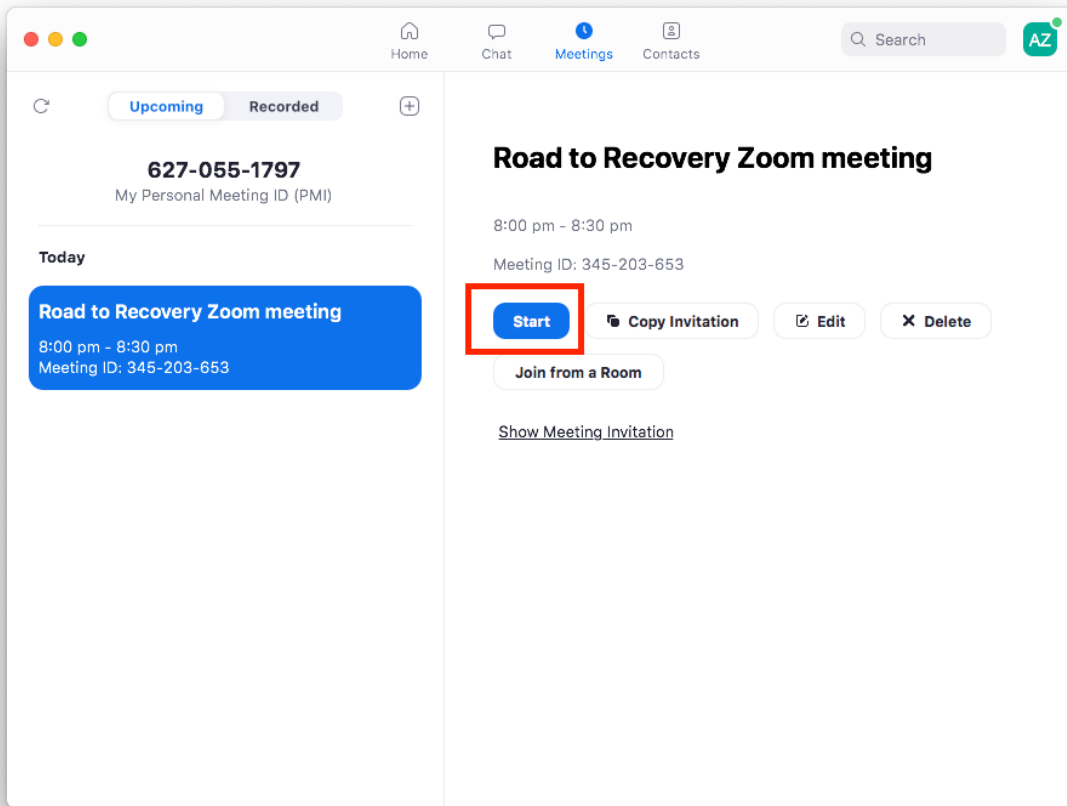 Home
Chat
Meetings
Contacts
Search
AZ
Upcoming
Recorded
627-055-1797
My Personal Meeting ID (PMI)
Today
Road to Recovery Zoom meeting
8:00 pm - 8:30 pm
Meeting ID: 345-203-653
Road to Recovery Zoom meeting
8:00 pm - 8:30 pm
Meeting ID: 345-203-653
Start
Copy Invitation
Edit
Delete
Join from a Room
Show Meeting Invitation